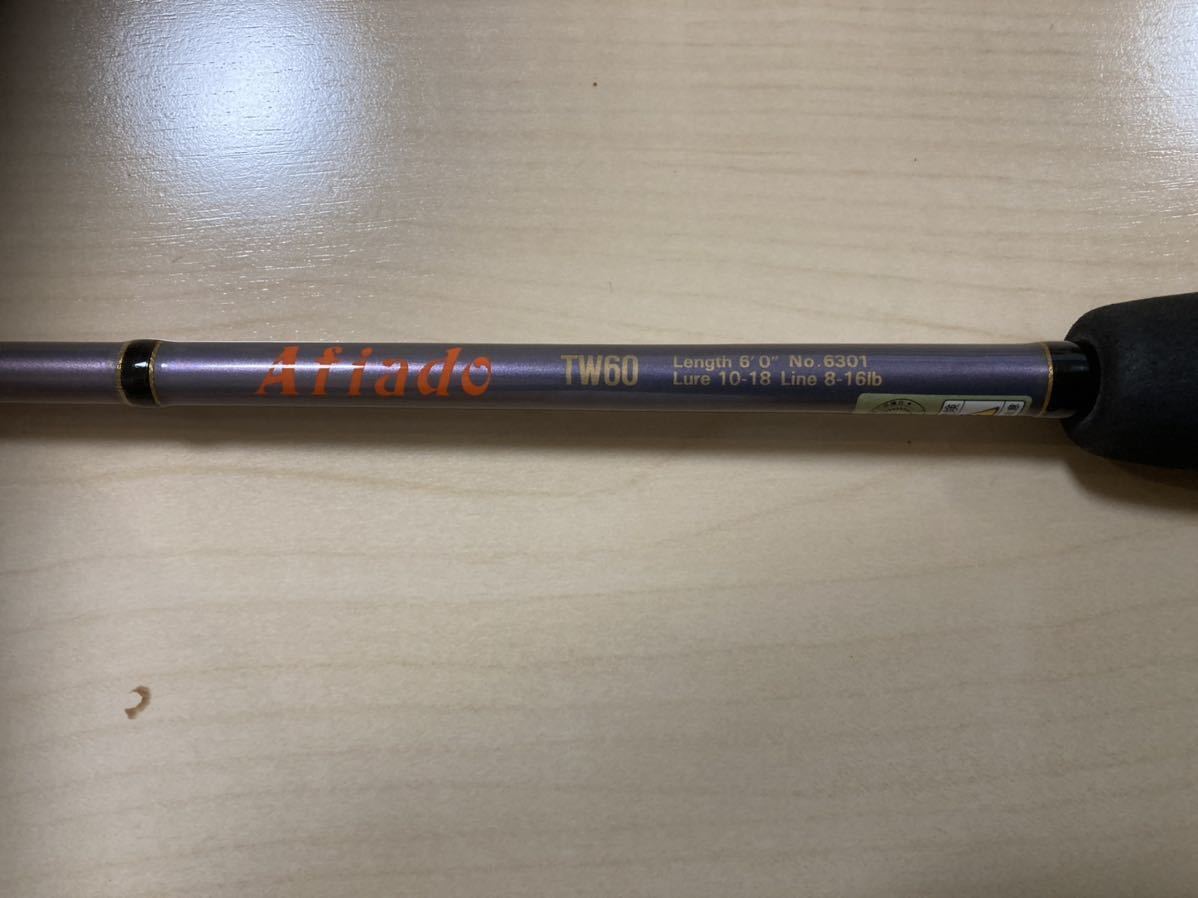 Afiado TW60
Length 6' 0" No.6301
Lure 10-18 Line 8-16lb